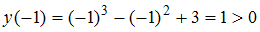 y(−1) = (−1)³ − (−1)² + 3 = 1 > 0